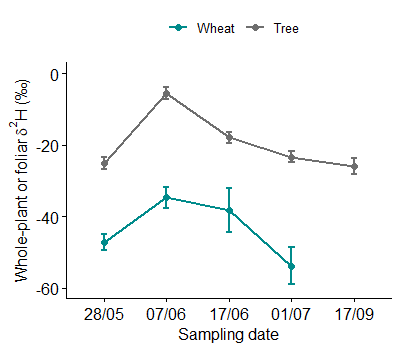 Wheat Tree
Whole-plant or foliar δ²H (‰)
0
-20
-40
-60
28/05 07/06 17/06 01/07 17/09
Sampling date